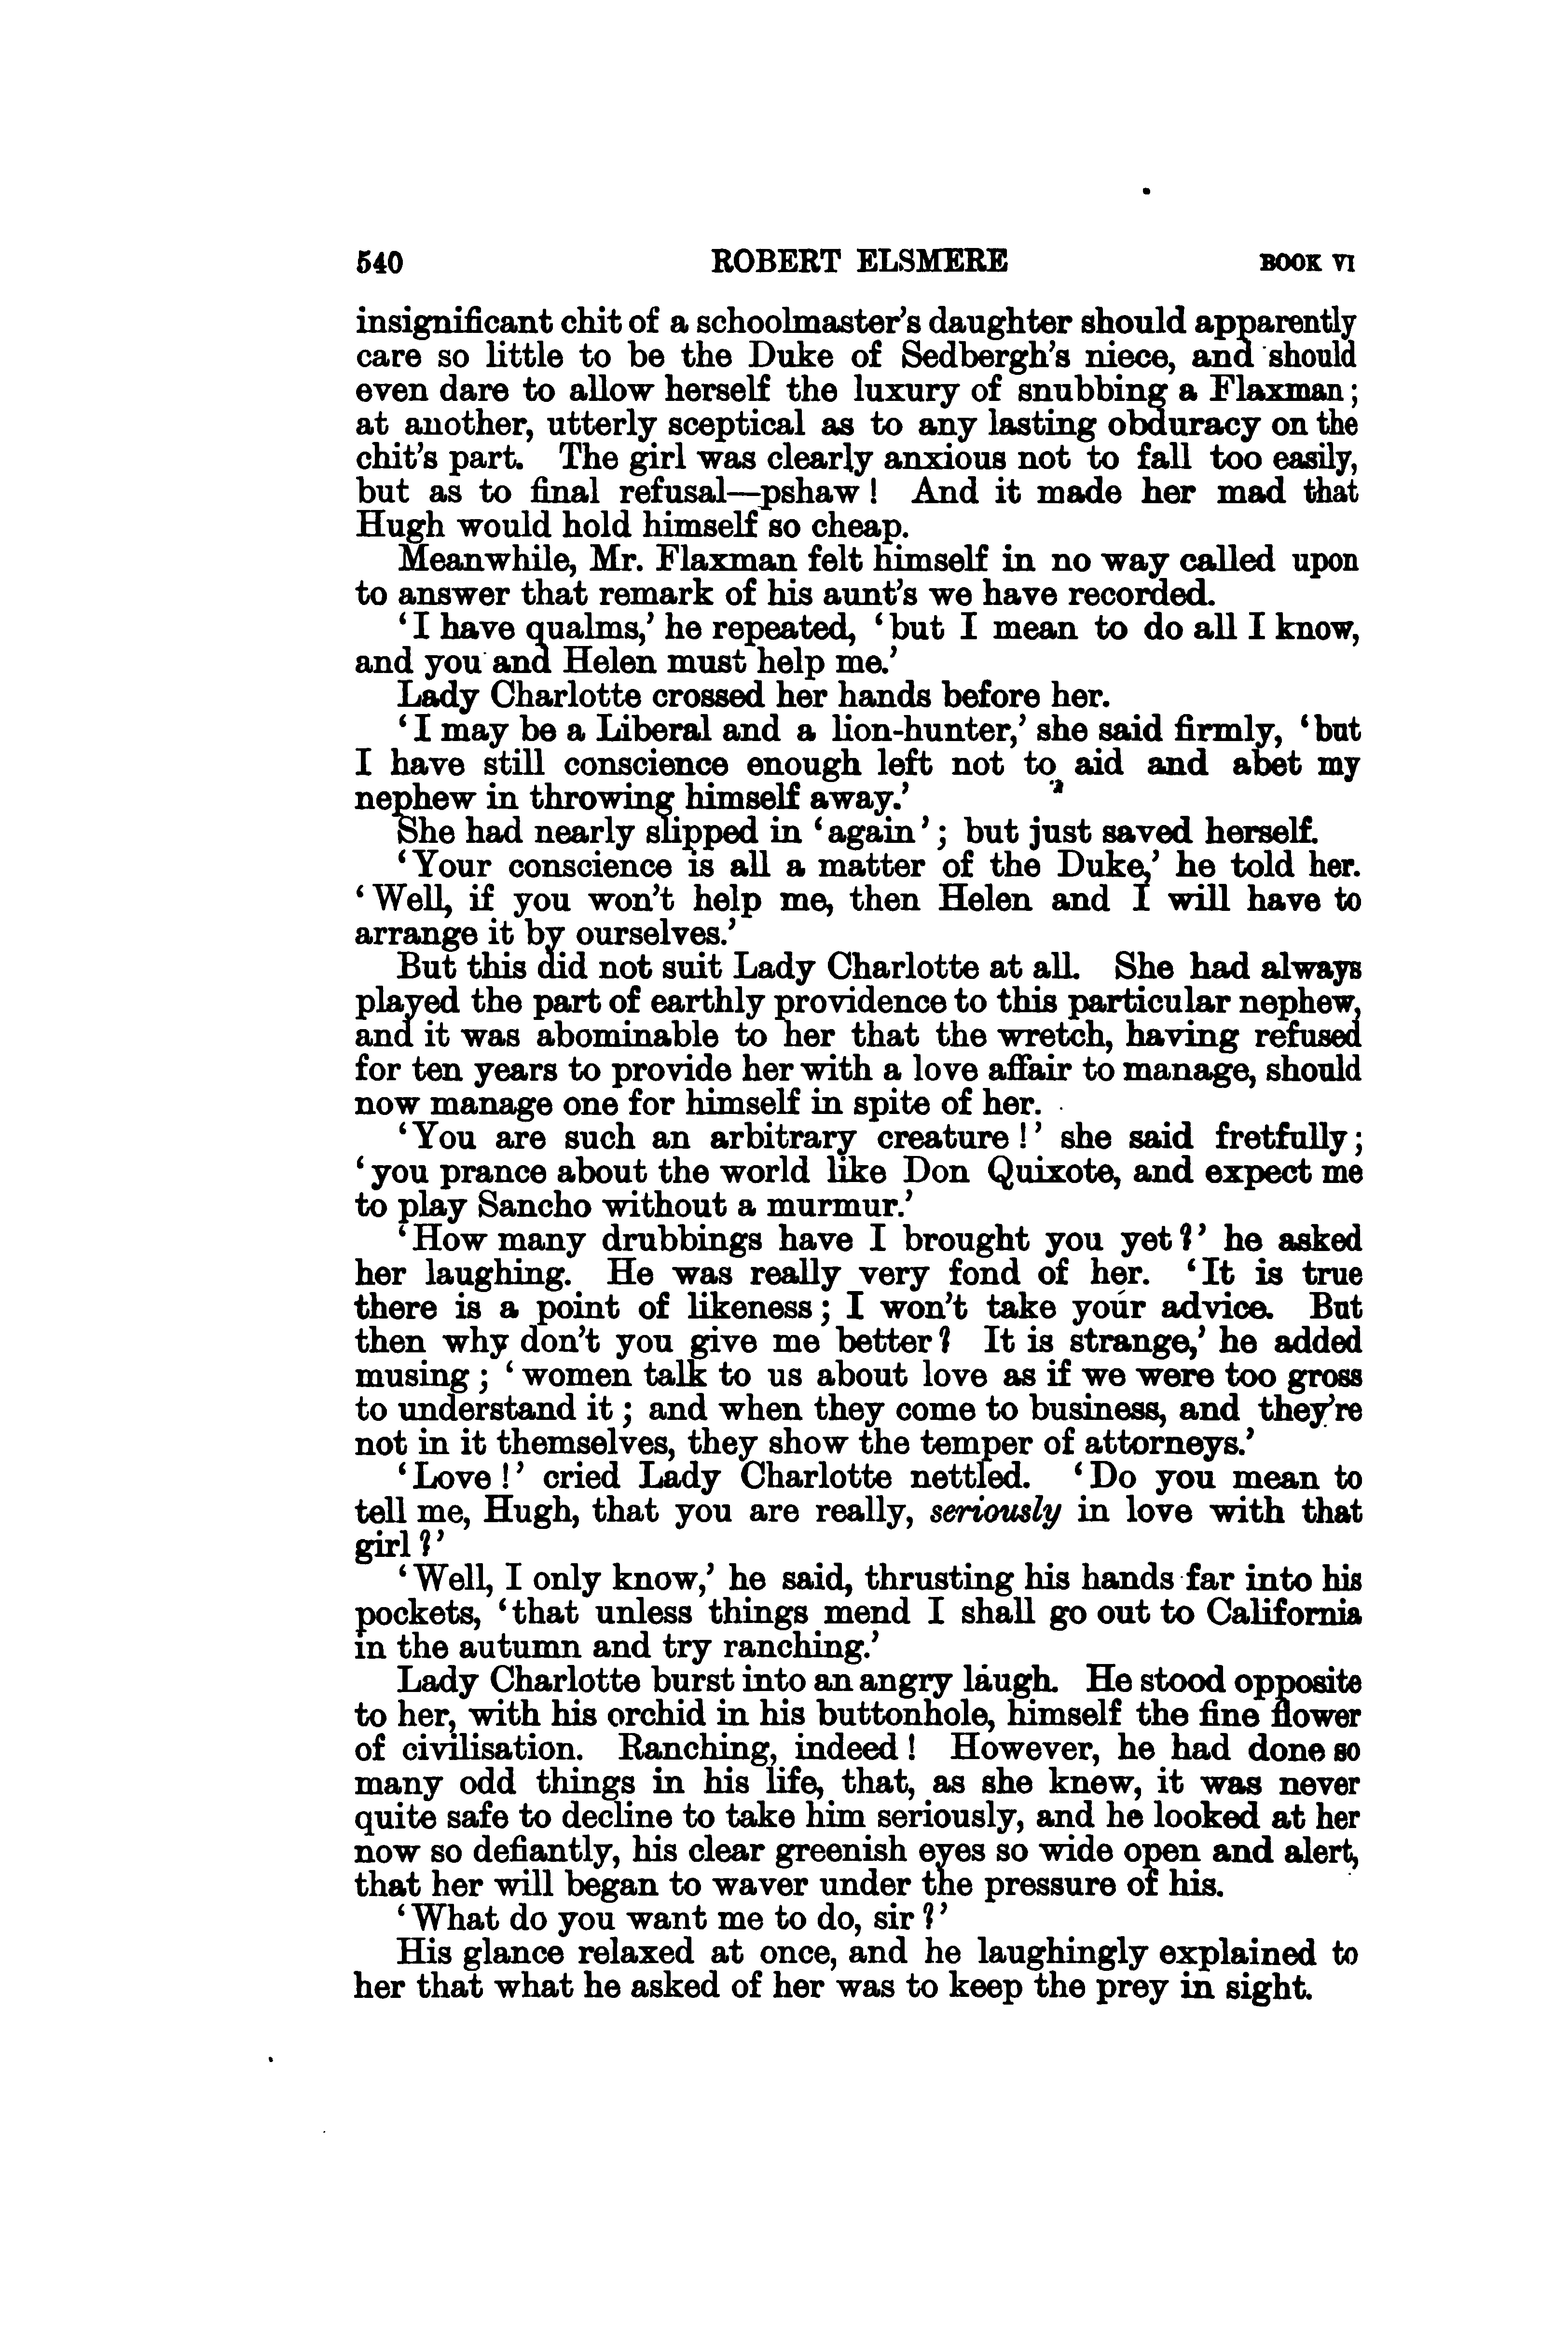 540 ROBERT ELSMERE BOOK VI
insignificant chit of a schoolmaster's daughter should apparently
care so little to be the Duke of Sedbergh's niece, and should
even dare to allow herself the luxury of snubbing a Flaxman;
at another, utterly sceptical as to any lasting obduracy on the
chit's part. The girl was clearly anxious not to fall too easily,
but as to final refusal—pshaw! And it made her mad that
Hugh would hold himself so cheap.
Meanwhile, Mr. Flaxman felt himself in no way called upon
to answer that remark of his aunt's we have recorded.
'I have qualms,' he repeated, 'but I mean to do all I know,
and you and Helen must help me.'
Lady Charlotte crossed her hands before her.
'I may be a Liberal and a lion-hunter,' she said firmly, 'but
I have still conscience enough left not to aid and abet my
nephew in throwing himself away.'
She had nearly slipped in 'again'; but just saved herself.
'Your conscience is all a matter of the Duke,' he told her.
'Well, if you won't help me, then Helen and I will have to
arrange it by ourselves.'
But this did not suit Lady Charlotte at all. She had always
played the part of earthly providence to this particular nephew,
and it was abominable to her that the wretch, having refused
for ten years to provide her with a love affair to manage, should
now manage one for himself in spite of her.
'You are such an arbitrary creature!' she said fretfully;
'you prance about the world like Don Quixote, and expect me
to play Sancho without a murmur.'
'How many drubbings have I brought you yet?' he asked
her laughing. He was really very fond of her. 'It is true
there is a point of likeness; I won't take your advice. But
then why don't you give me better? It is strange,' he added
musing; 'women talk to us about love as if we were too gross
to understand it; and when they come to business, and they're
not in it themselves, they show the temper of attorneys.'
'Love!' cried Lady Charlotte nettled. 'Do you mean to
tell me, Hugh, that you are really, seriously in love with that
girl?'
'Well, I only know,' he said, thrusting his hands far into his
pockets, 'that unless things mend I shall go out to California
in the autumn and try ranching.'
Lady Charlotte burst into an angry laugh. He stood opposite
to her, with his orchid in his buttonhole, himself the fine flower
of civilisation. Ranching, indeed! However, he had done so
many odd things in his life, that, as she knew, it was never
quite safe to decline to take him seriously, and he looked at her
now so defiantly, his clear greenish eyes so wide open and alert,
that her will began to waver under the pressure of his.
'What do you want me to do, sir?'
His glance relaxed at once, and he laughingly explained to
her that what he asked of her was to keep the prey in sight.